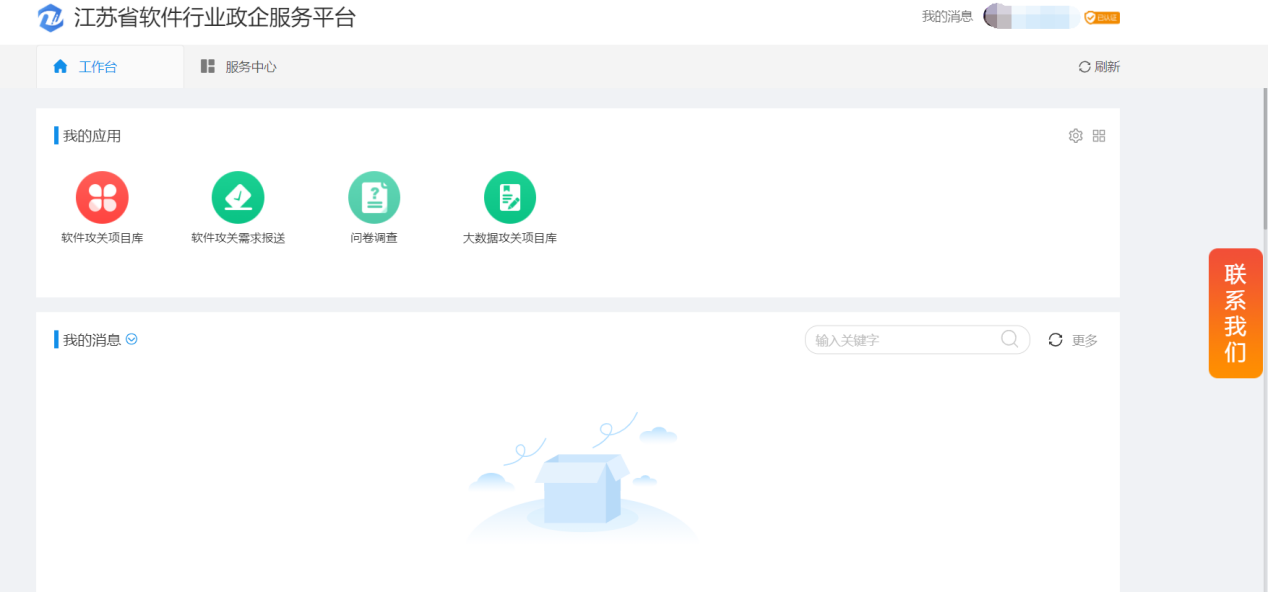 江苏省软件行业政企服务平台
我的消息
已认证
工作台
服务中心
刷新
我的应用
软件攻关项目库
软件攻关需求报送
问卷调查
大数据攻关项目库
联系我们
我的消息
输入关键字
更多